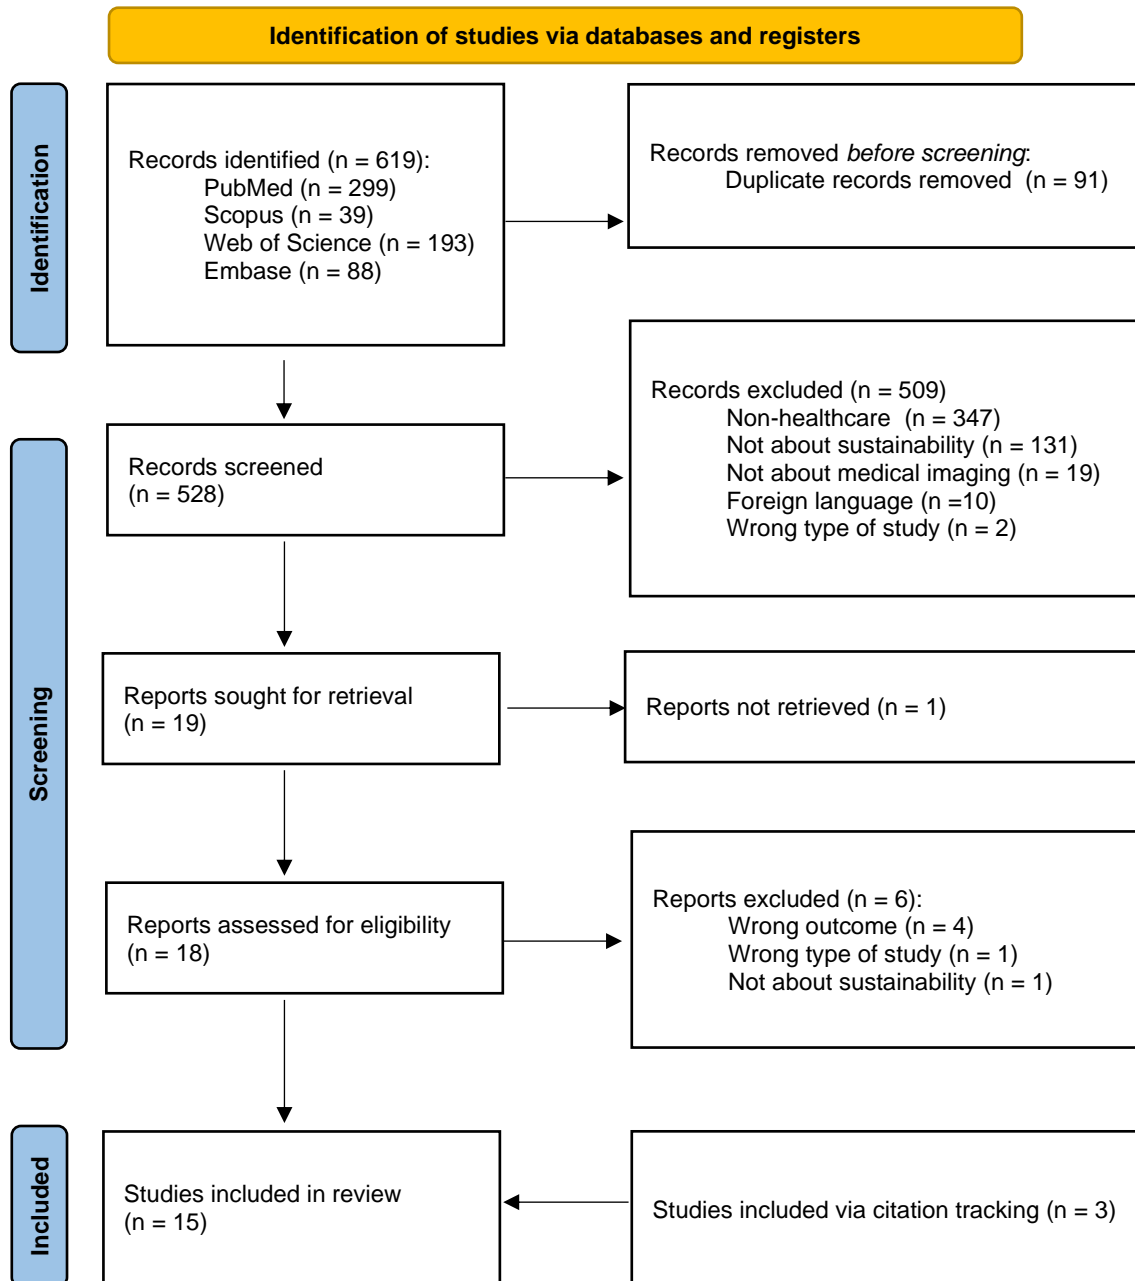 Identification of studies via databases and registers
Identification
Records identified (n = 619):
PubMed (n = 299)
Scopus (n = 39)
Web of Science (n = 193)
Embase (n = 88)
Records removed before screening:
Duplicate records removed  (n = 91)
Screening
Records screened
(n = 528)
Records excluded (n = 509)
Non-healthcare  (n = 347)
Not about sustainability (n = 131)
Not about medical imaging (n = 19)
Foreign language (n =10)
Wrong type of study (n = 2)
Reports sought for retrieval
(n = 19)
Reports not retrieved (n = 1)
Reports assessed for eligibility
(n = 18)
Reports excluded (n = 6):
Wrong outcome (n = 4)
Wrong type of study (n = 1)
Not about sustainability (n = 1)
Included
Studies included in review
(n = 15)
Studies included via citation tracking (n = 3)